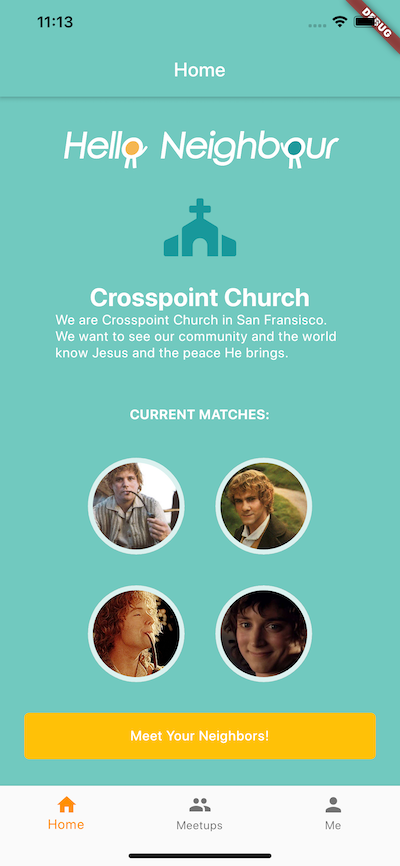 11:13
DEBUG
Home
Hello Neighbour
Crosspoint Church
We are Crosspoint Church in San Fransisco.
We want to see our community and the world
know Jesus and the peace He brings.
CURRENT MATCHES:
Meet Your Neighbors!
Home
Meetups
Me